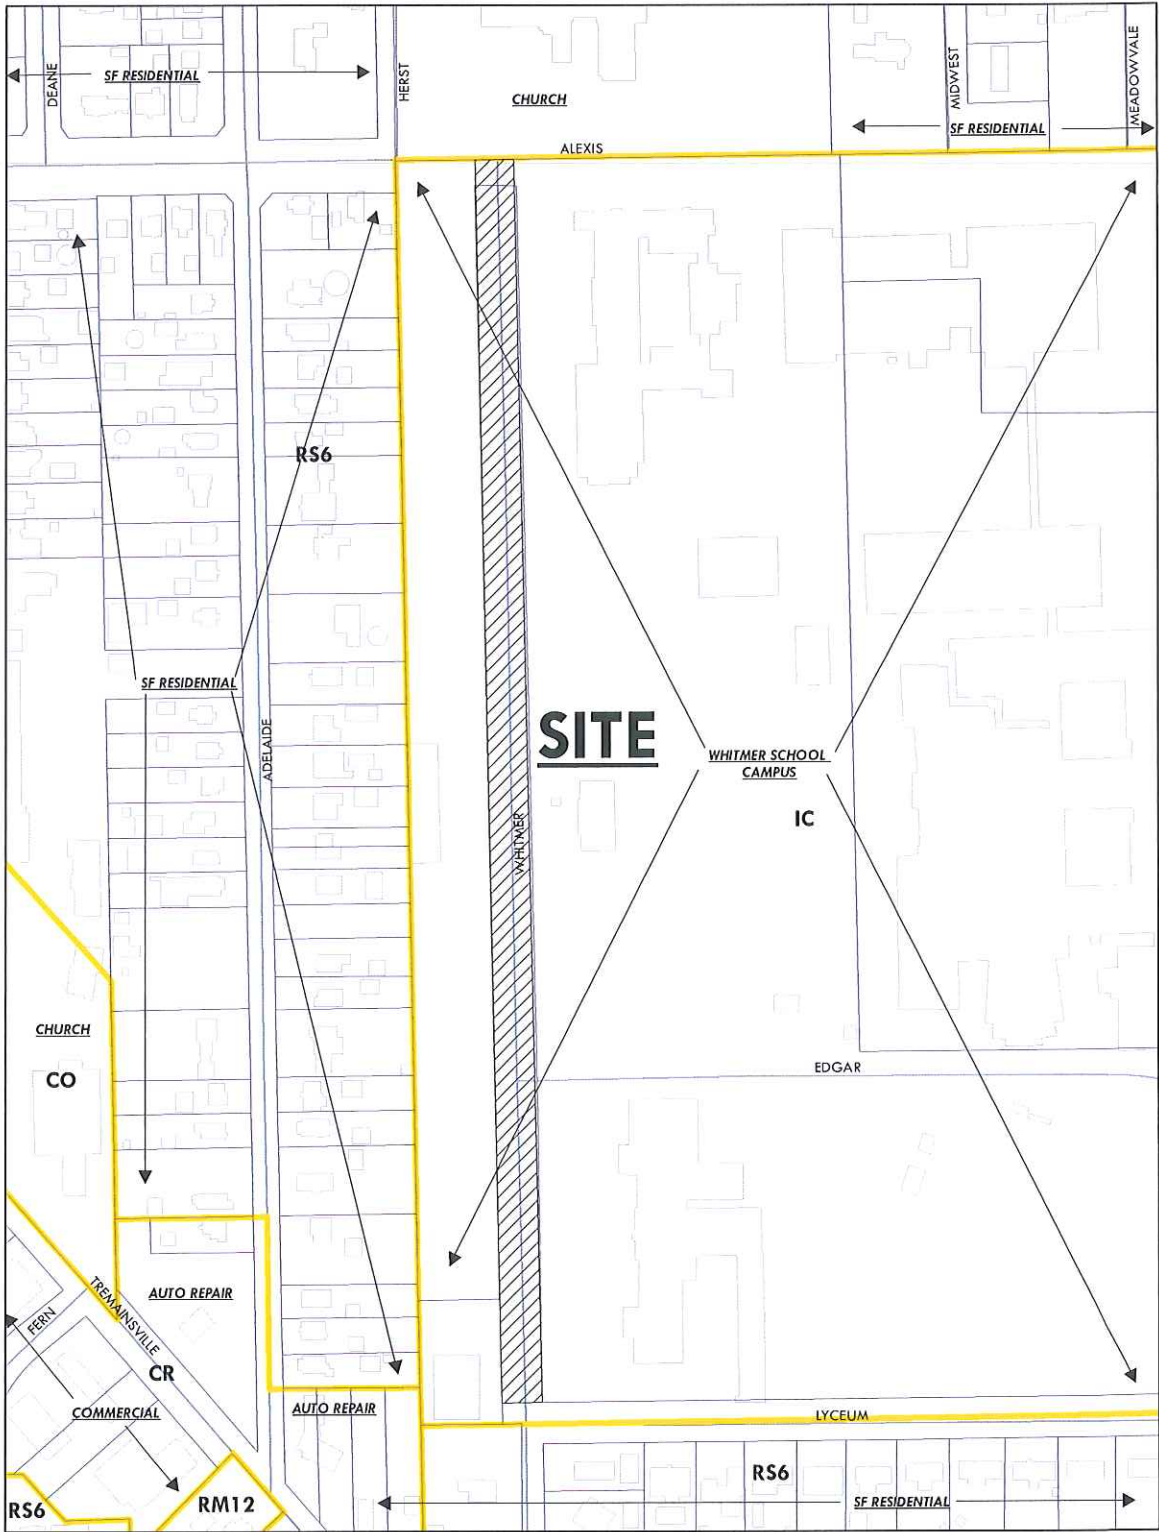 DEANE
SF RESIDENTIAL
HERST
CHURCH
MIDWEST
SF RESIDENTIAL
MEADOWVALE
ALEXIS
RS6
SF RESIDENTIAL
ADELAIDE
SITE
WHITMER
WHITMER SCHOOL
CAMPUS
IC
CHURCH
CO
EDGAR
AUTO REPAIR
TREMAINSVILLE
FERN
CR
COMMERCIAL
AUTO REPAIR
LYCEUM
RS6
RS6
RM12
SF RESIDENTIAL